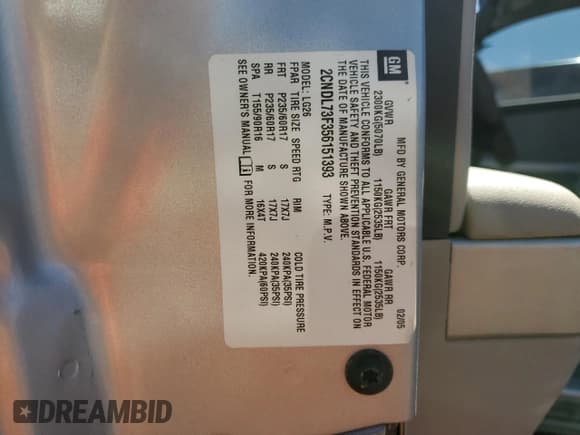 GM
MFD BY GENERAL MOTORS CORP. 02/05
GVWR GAWR FRT GAWR RR
2300KG(5070LB) 1150KG(2535LB) 1150KG(2535LB)
THIS VEHICLE CONFORMS TO ALL APPLICABLE U.S. FEDERAL MOTOR
VEHICLE SAFETY AND THEFT PREVENTION STANDARDS IN EFFECT ON
THE DATE OF MANUFACTURE SHOWN ABOVE.
2CNDL73F356151393 TYPE: M.P.V.
MODEL: LG26
FPAR TIRE SIZE SPEED RTG RIM COLD TIRE PRESSURE
FRT P235/60R17 S 17X7J 240KPA(35PSI)
RR P235/60R17 S 17X7J 240KPA(35PSI)
SPA T155/90R16 M 16X4T 420KPA(60PSI)
SEE OWNER'S MANUAL FOR MORE INFORMATION.
DREAMBID